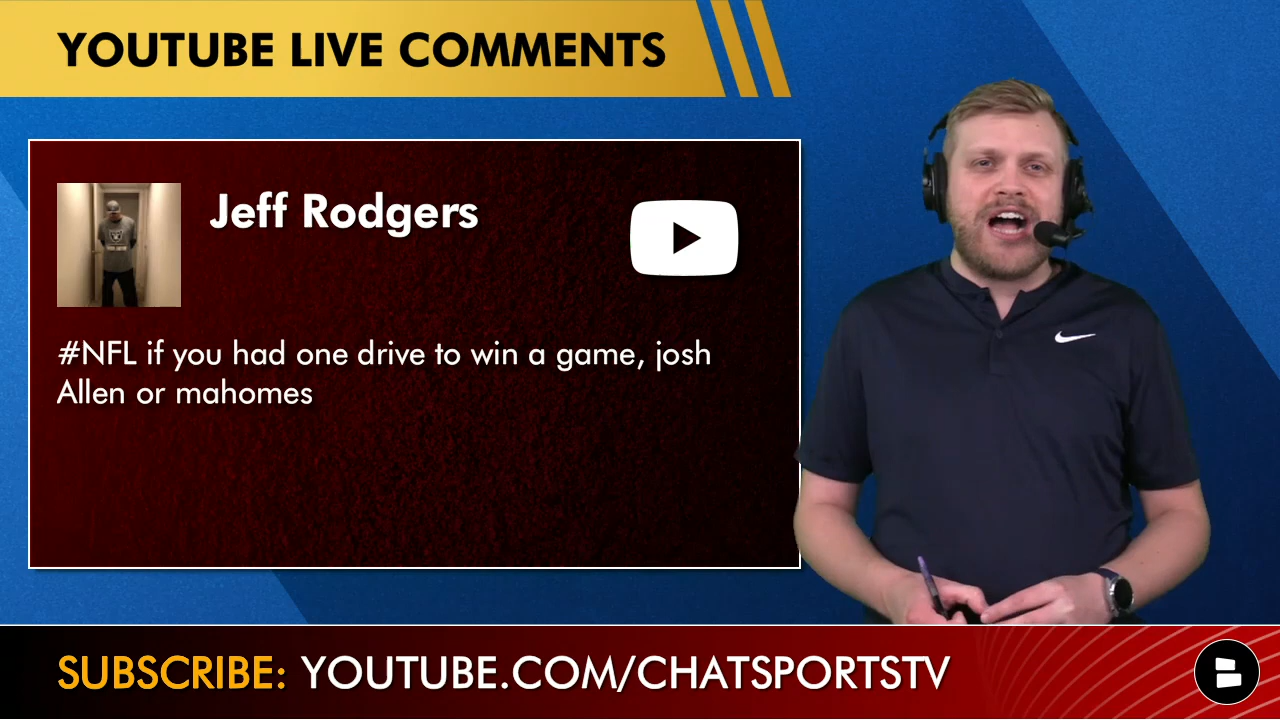 YOUTUBE LIVE COMMENTS
Jeff Rodgers
#NFL if you had one drive to win a game, josh
Allen or mahomes
SUBSCRIBE: YOUTUBE.COM/CHATSPORTSTV